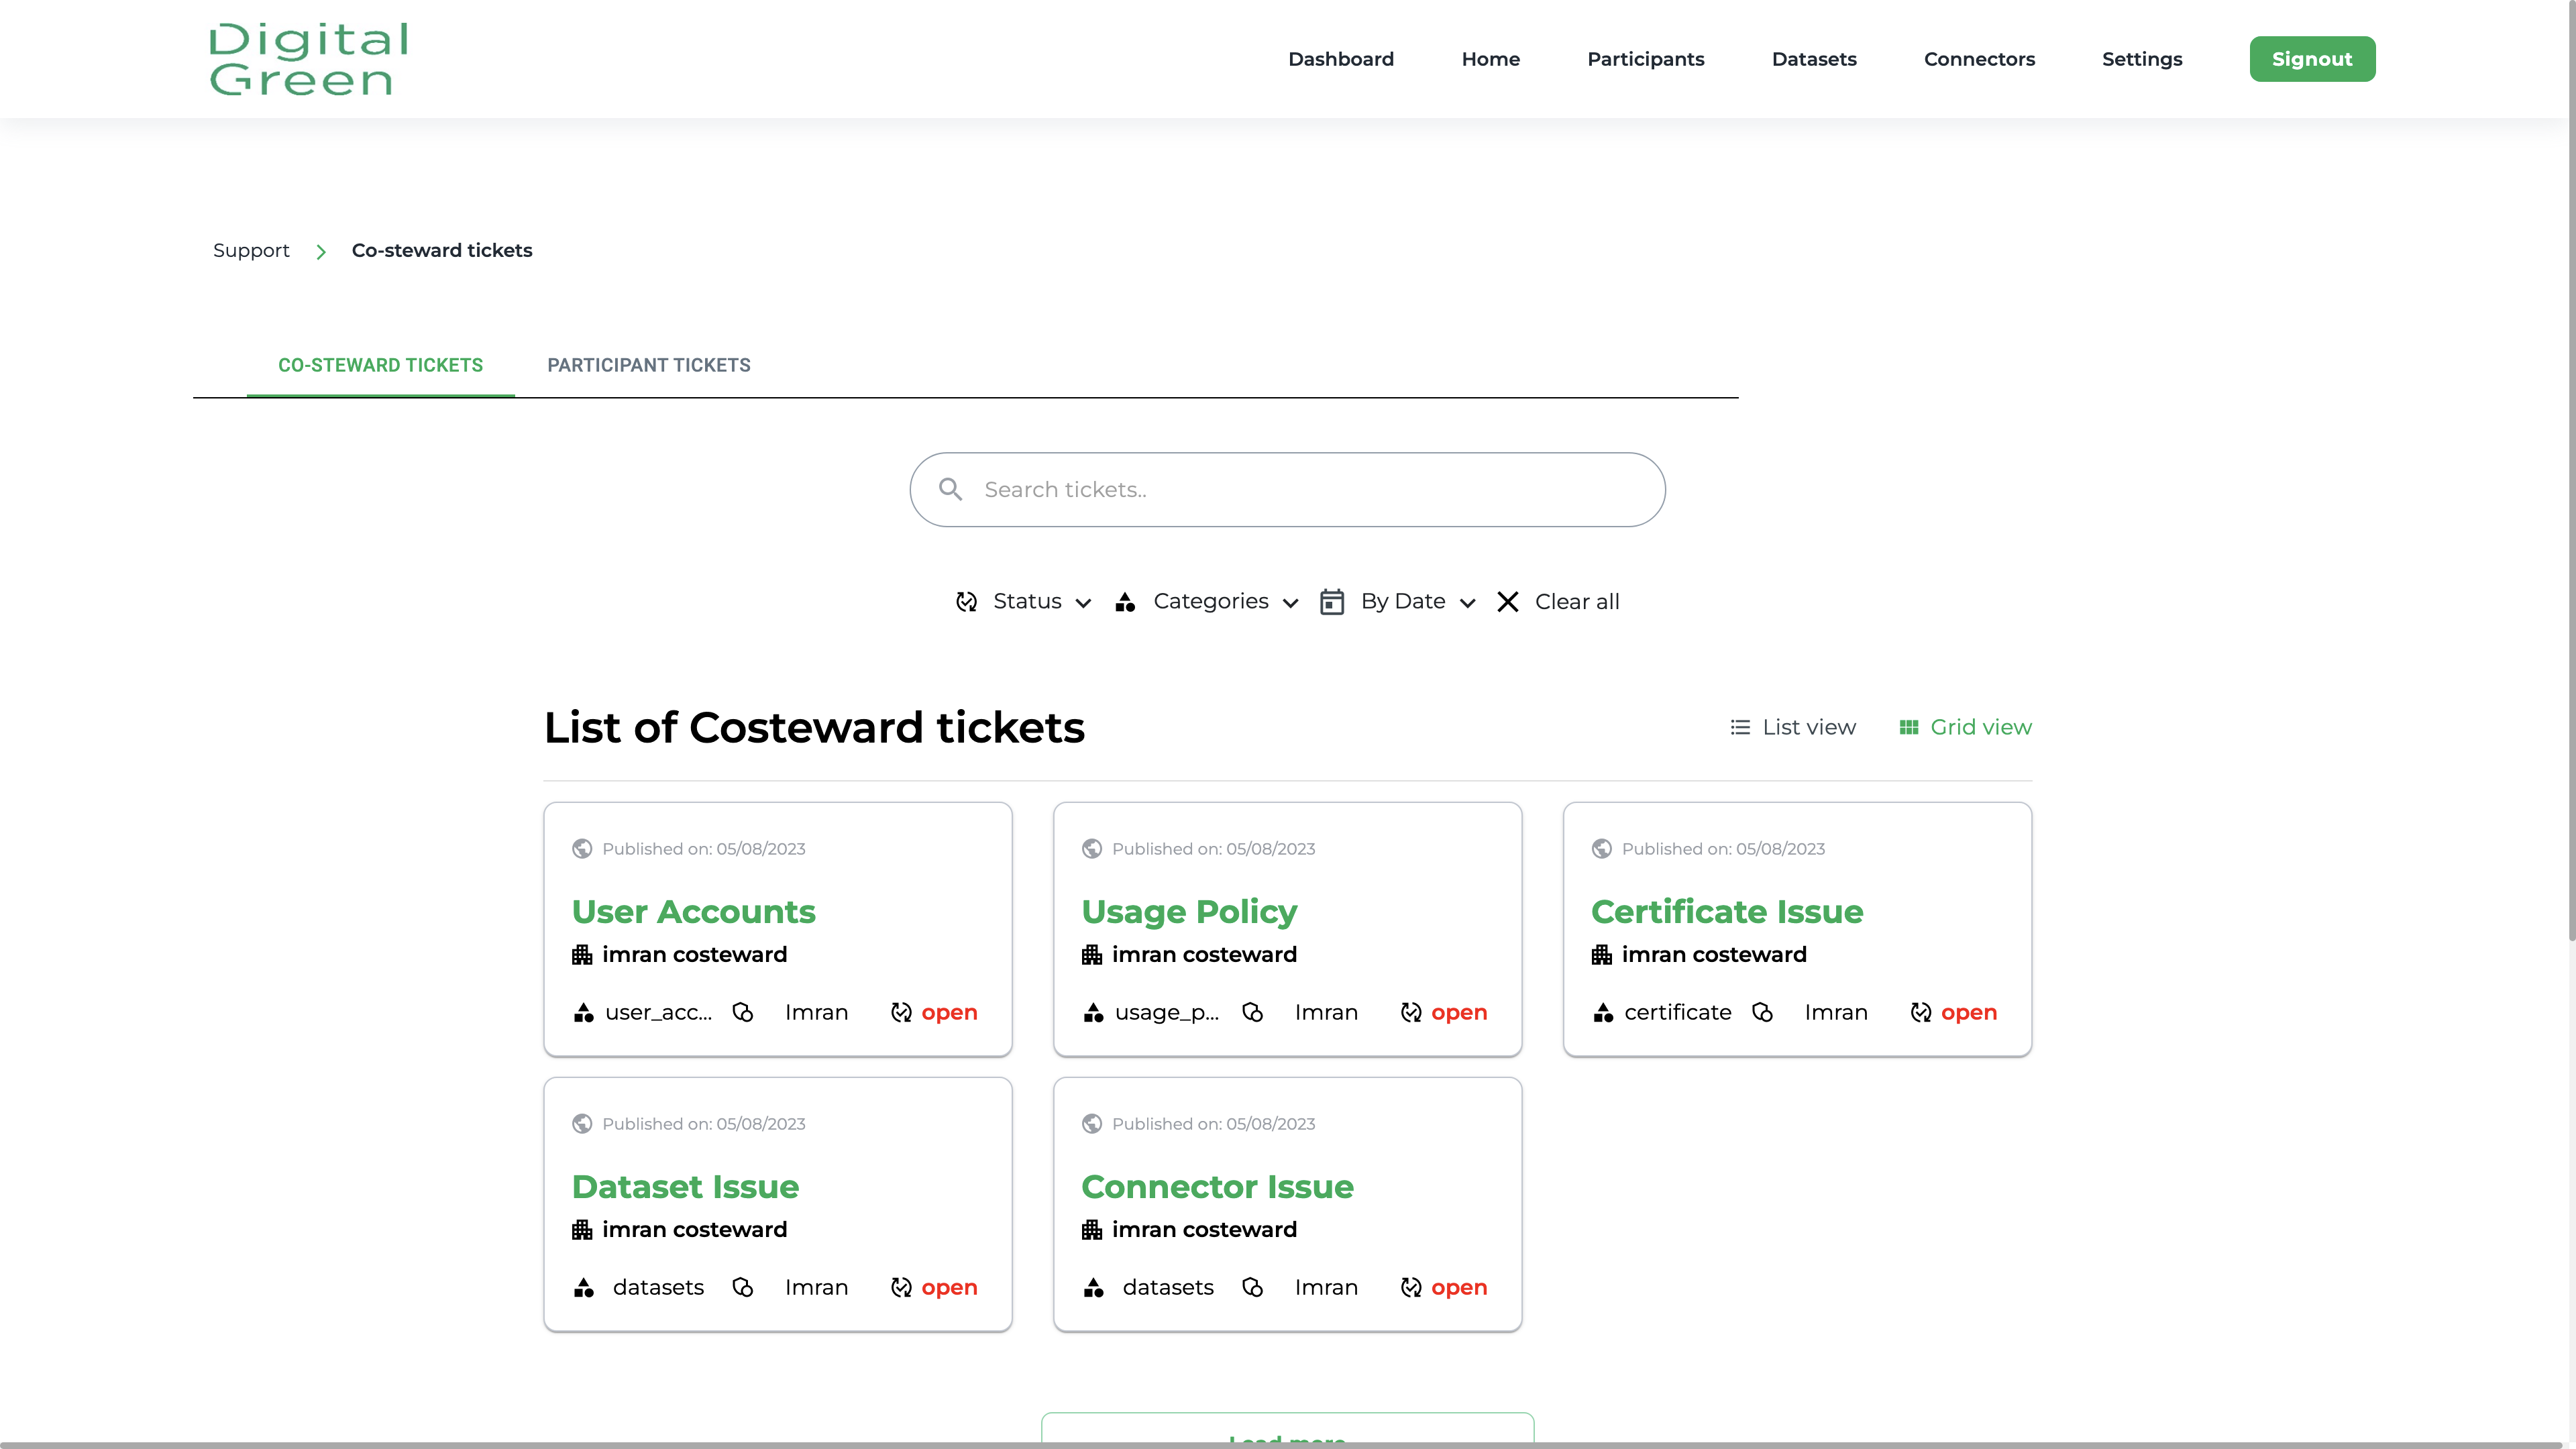 Digital
Green
Dashboard Home Participants Datasets Connectors Settings Signout
Support Co-steward tickets
CO-STEWARD TICKETS PARTICIPANT TICKETS
Search tickets..
Status Categories By Date Clear all
List of Costeward tickets List view Grid view
Published on: 05/08/2023
User Accounts
imran costeward
user_acc... Imran open
Published on: 05/08/2023
Usage Policy
imran costeward
usage_p... Imran open
Published on: 05/08/2023
Certificate Issue
imran costeward
certificate Imran open
Published on: 05/08/2023
Dataset Issue
imran costeward
datasets Imran open
Published on: 05/08/2023
Connector Issue
imran costeward
datasets Imran open
Load more